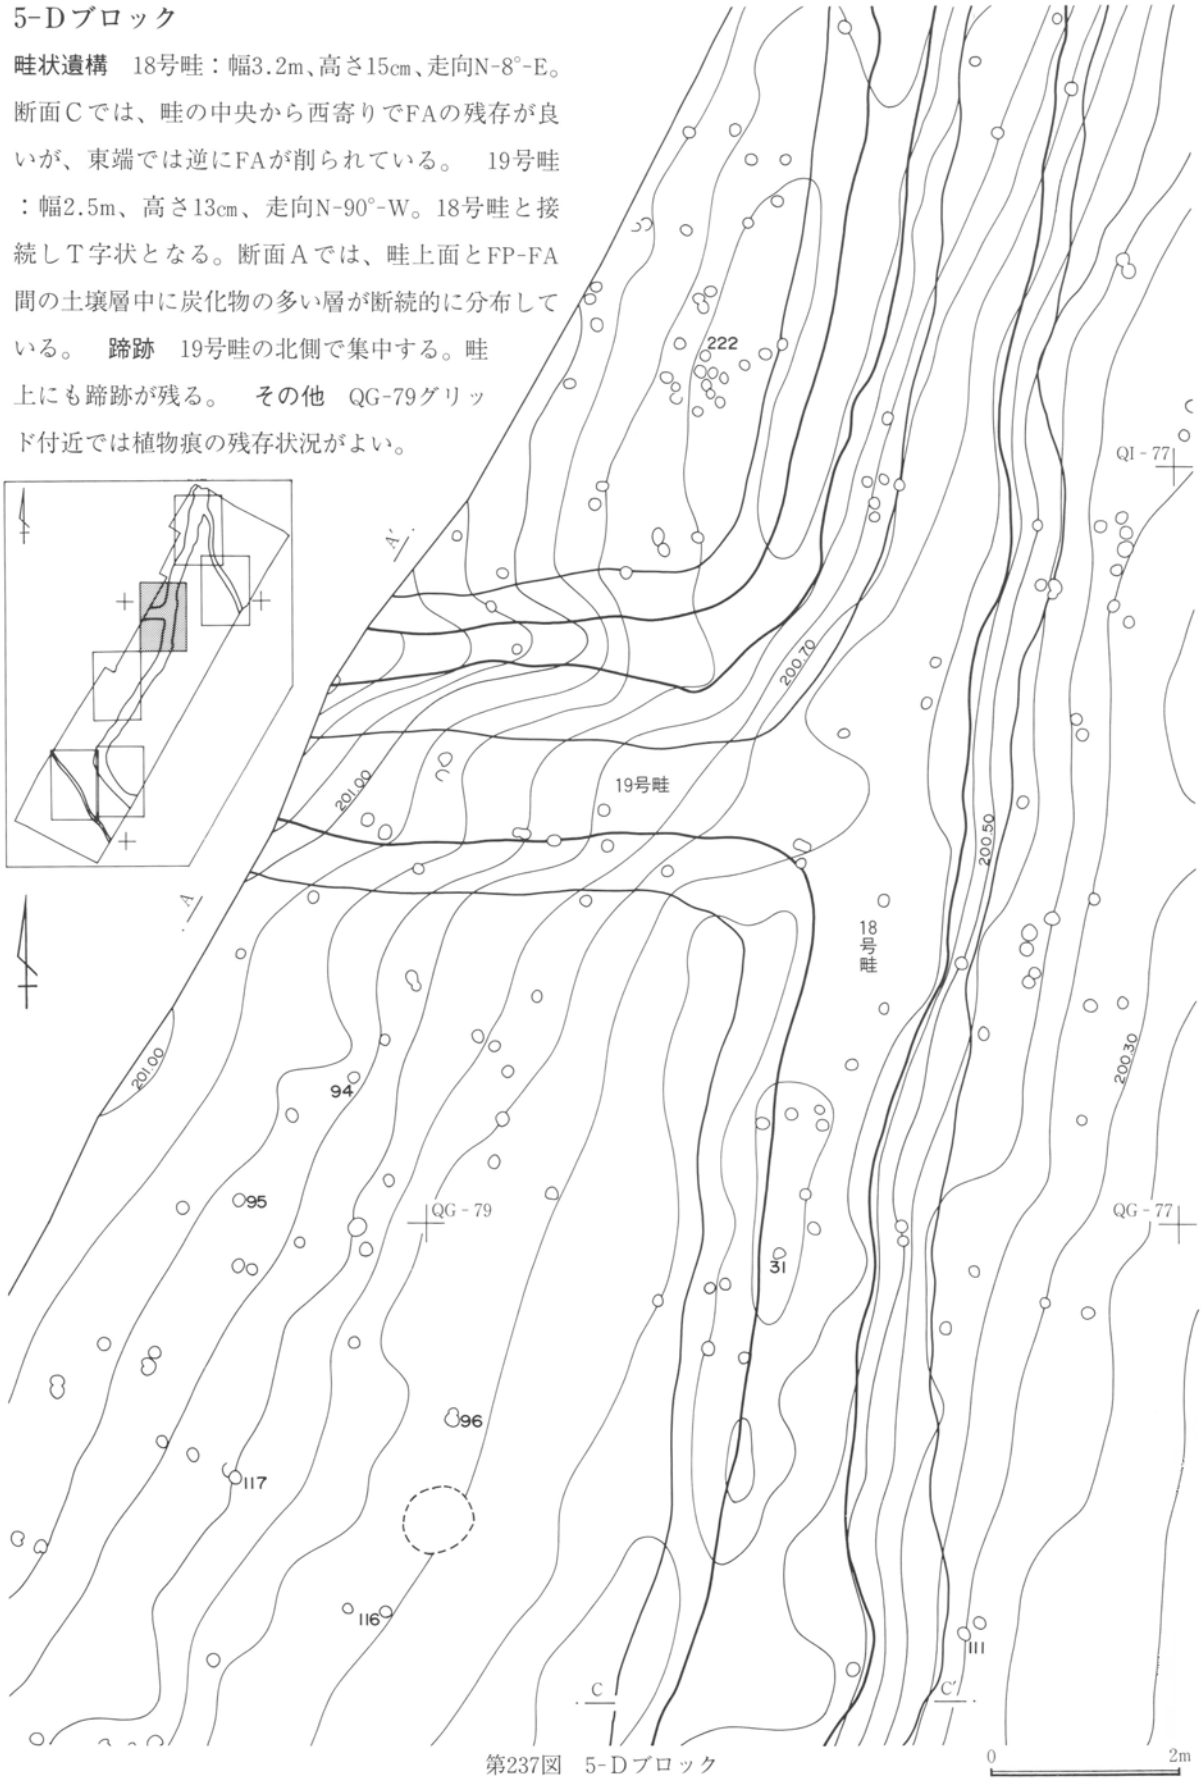 5-Dブロック
畦状遺構　18号畦：幅3.2m、高さ15㎝、走向N-8°-E。
断面Cでは、畦の中央から西寄りでFAの残存が良
いが、東端では逆にFAが削られている。　19号畦
：幅2.5m、高さ13㎝、走向N-90°-W。18号畦と接
続しT字状となる。断面Aでは、畦上面とFP-FA
間の土壌層中に炭化物の多い層が断続的に分布して
いる。　蹄跡　19号畦の北側で集中する。畦
上にも蹄跡が残る。　その他　QG-79グリッ
ド付近では植物痕の残存状況がよい。
222
QI-77
A′
200.70
19号畦
201.00
200.50
A
18号畦
201.00
200.30
94
95
QG-79
QG-77
31
96
117
116
111
C
C′
第237図　5-Dブロック
0
2m